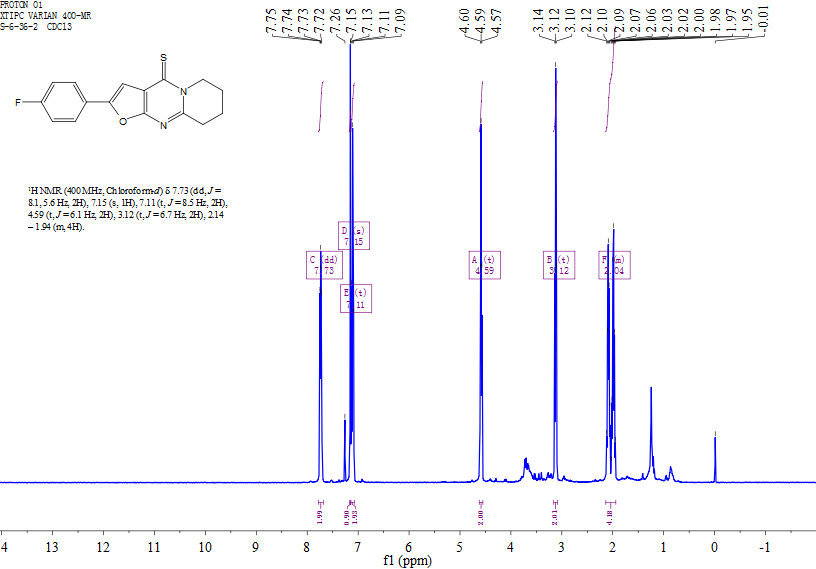 PROTON 01
XTIPC VARIAN 400-MR
S-6-36-2 CDCl3
7.75
7.74
7.73
7.72
7.26
7.15
7.13
7.11
7.09
4.60
4.59
4.57
3.14
3.12
3.10
2.12
2.10
2.09
2.07
2.06
2.03
2.02
2.00
1.98
1.97
1.95
-0.01
S
F
N
O
N
¹H NMR (400 MHz, Chloroform-d) δ 7.73 (dd, J =
8.1, 5.6 Hz, 2H), 7.15 (s, 1H), 7.11 (t, J = 8.5 Hz, 2H),
4.59 (t, J = 6.1 Hz, 2H), 3.12 (t, J = 6.7 Hz, 2H), 2.14
– 1.94 (m, 4H).
D (s)
7.15
C (dd)
7.73
E (t)
7.11
A (t)
4.59
B (t)
3.12
F (m)
2.04
1.99
0.90
1.93
2.00
2.01
4.18
4 13 12 11 10 9 8 7 6 5 4 3 2 1 0 -1
f1 (ppm)